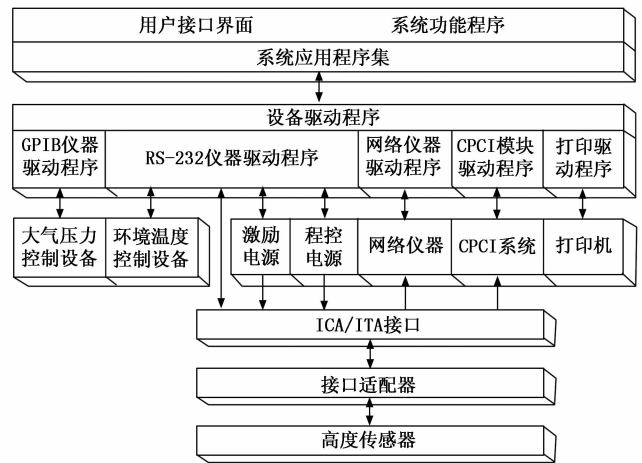 用户接口界面 系统功能程序
系统应用程序集
设备驱动程序
GPIB仪器
驱动程序
RS-232仪器驱动程序
网络仪器
驱动程序
CPCI模块
驱动程序
打印驱
动程序
大气压力
控制设备
环境温度
控制设备
激励
电源
程控
电源
网络仪器
CPCI系统
打印机
ICA/ITA接口
接口适配器
高度传感器